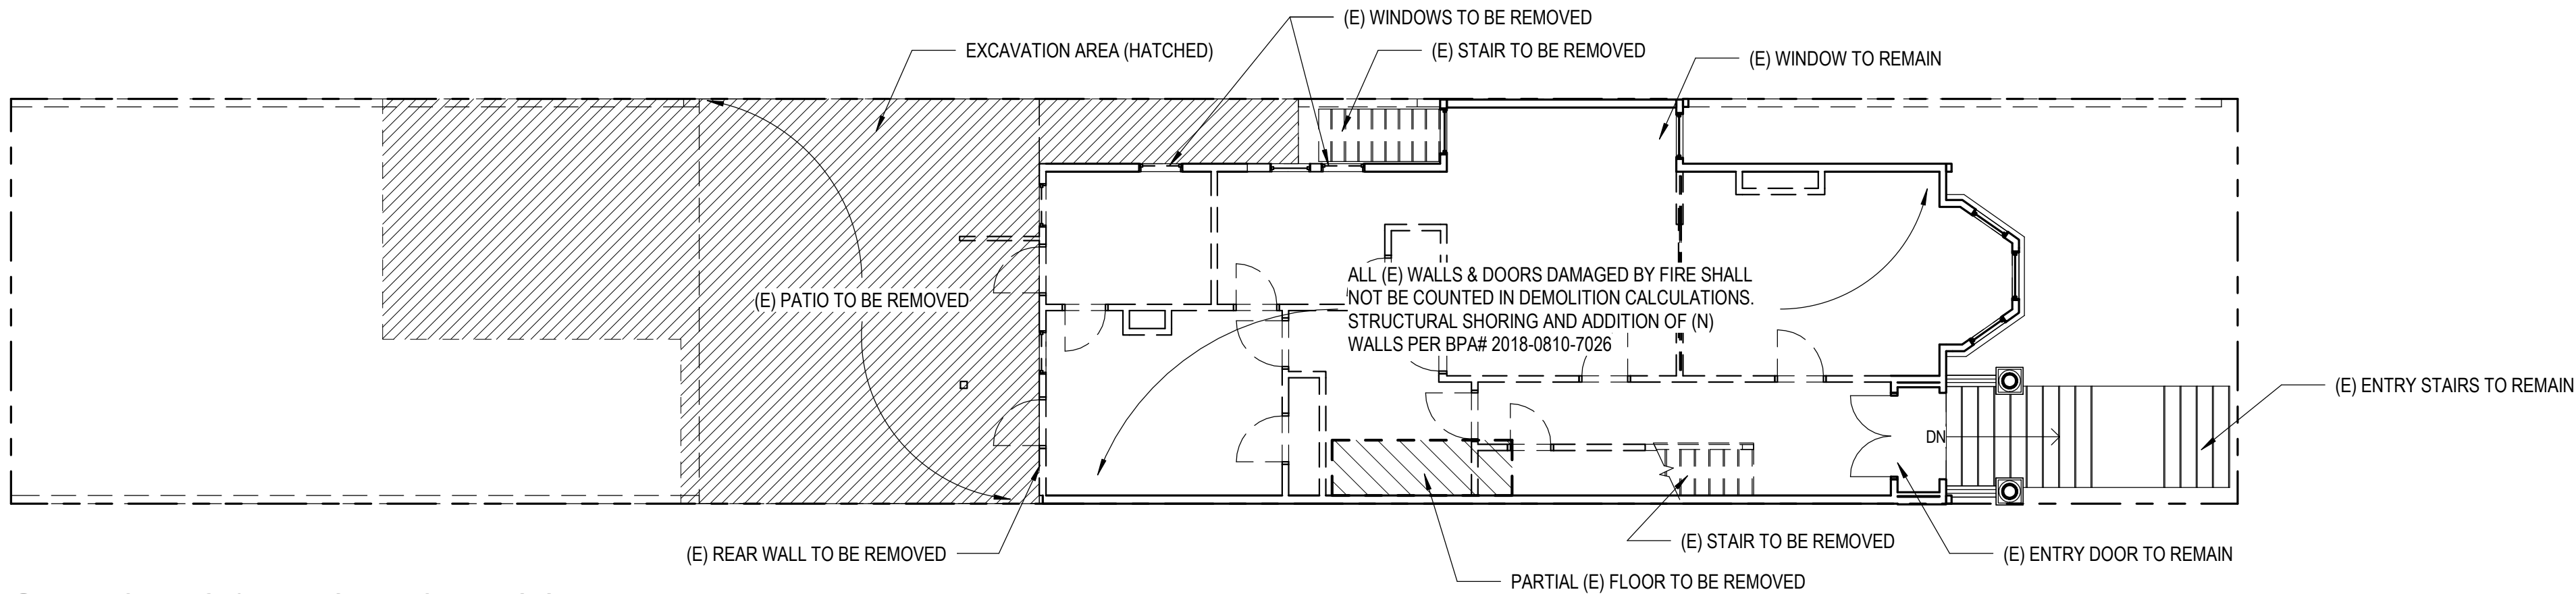 (E) WINDOWS TO BE REMOVED
EXCAVATION AREA (HATCHED)
(E) STAIR TO BE REMOVED
(E) WINDOW TO REMAIN
(E) PATIO TO BE REMOVED
ALL (E) WALLS & DOORS DAMAGED BY FIRE SHALL
NOT BE COUNTED IN DEMOLITION CALCULATIONS.
STRUCTURAL SHORING AND ADDITION OF (N)
WALLS PER BPA# 2018-0810-7026
(E) ENTRY STAIRS TO REMAIN
DN
(E) REAR WALL TO BE REMOVED
(E) STAIR TO BE REMOVED
(E) ENTRY DOOR TO REMAIN
PARTIAL (E) FLOOR TO BE REMOVED